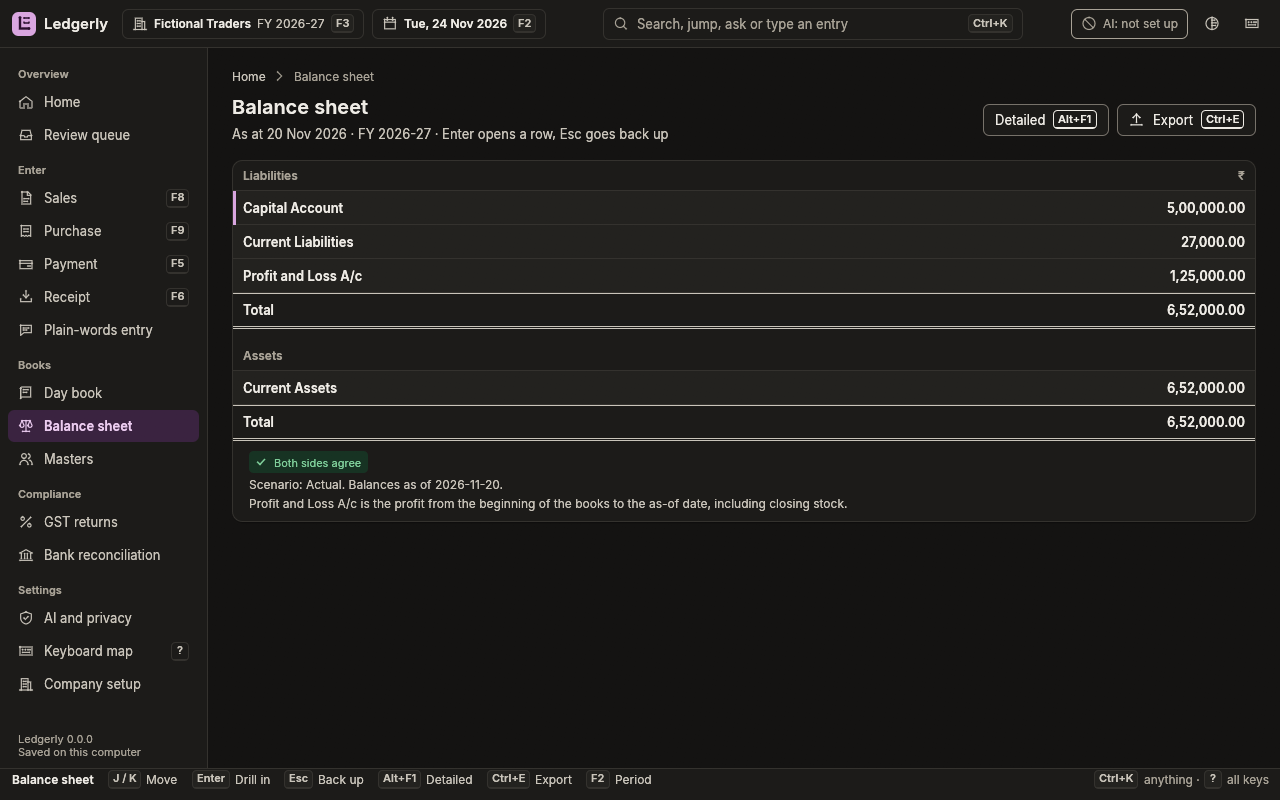 Ledgerly
Fictional Traders FY 2026-27 F3
Tue, 24 Nov 2026 F2
Search, jump, ask or type an entry Ctrl+K
AI: not set up
Overview
Home
Review queue
Enter
Sales F8
Purchase F9
Payment F5
Receipt F6
Plain-words entry
Books
Day book
Balance sheet
Masters
Compliance
GST returns
Bank reconciliation
Settings
AI and privacy
Keyboard map ?
Company setup
Ledgerly 0.0.0
Saved on this computer
Home > Balance sheet
Balance sheet
As at 20 Nov 2026 · FY 2026-27 · Enter opens a row, Esc goes back up
Detailed Alt+F1
Export Ctrl+E
Liabilities ₹
Capital Account 5,00,000.00
Current Liabilities 27,000.00
Profit and Loss A/c 1,25,000.00
Total 6,52,000.00
Assets
Current Assets 6,52,000.00
Total 6,52,000.00
Both sides agree
Scenario: Actual. Balances as of 2026-11-20.
Profit and Loss A/c is the profit from the beginning of the books to the as-of date, including closing stock.
Balance sheet J / K Move Enter Drill in Esc Back up Alt+F1 Detailed Ctrl+E Export F2 Period Ctrl+K anything · ? all keys